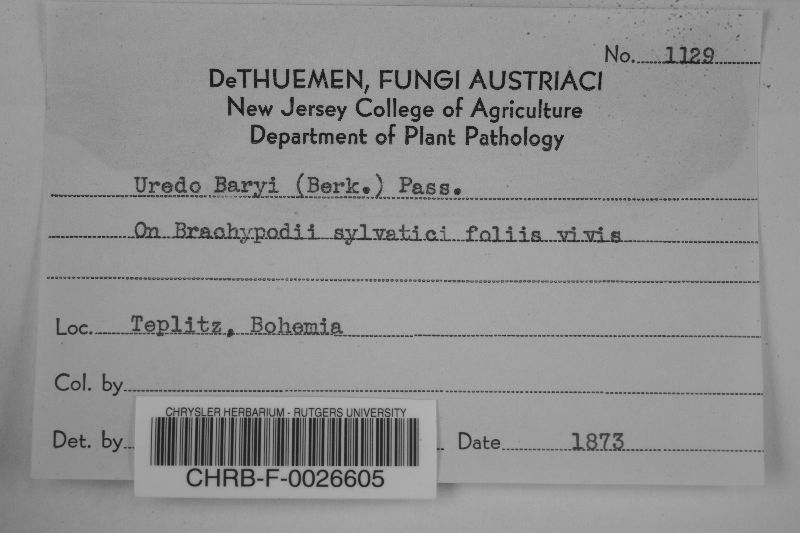 No. 1129
DeTHUEMEN, FUNGI AUSTRIACI
New Jersey College of Agriculture
Department of Plant Pathology
Uredo Baryi (Berk.) Pass.
On Brachypodii sylvatici foliis vivis
Loc. Teplitz, Bohemia
Col. by
Det. by Date 1873
CHRYSLER HERBARIUM - RUTGERS UNIVERSITY
CHRB-F-0026605